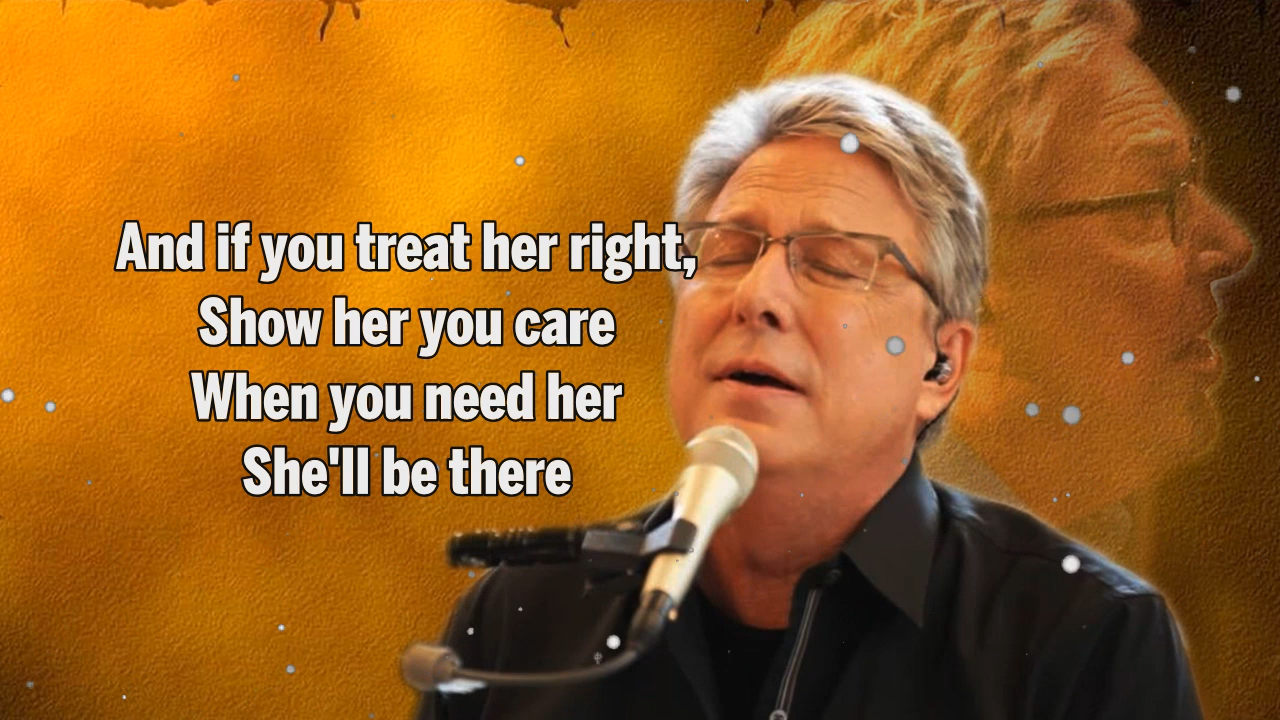 And if you treat her right,
Show her you care
When you need her
She'll be there